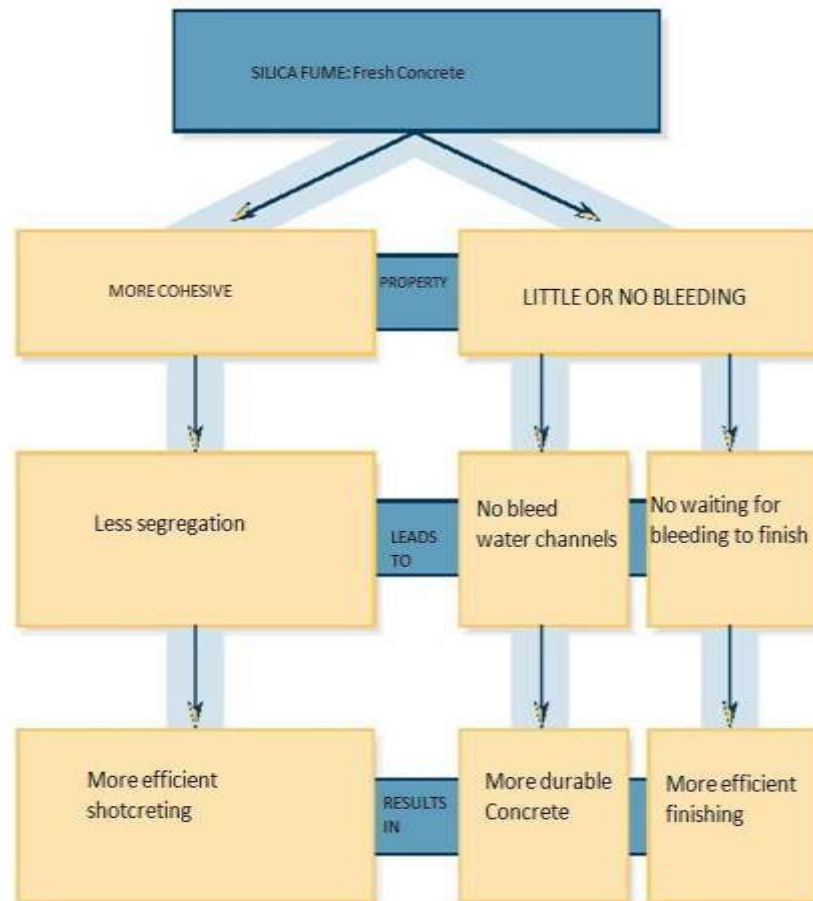 SILICA FUME: Fresh Concrete
MORE COHESIVE
PROPERTY
LITTLE OR NO BLEEDING
Less segregation
LEADS
TO
No bleed
water channels
No waiting for
bleeding to finish
More efficient
shotcreting
RESULTS
IN
More durable
Concrete
More efficient
finishing